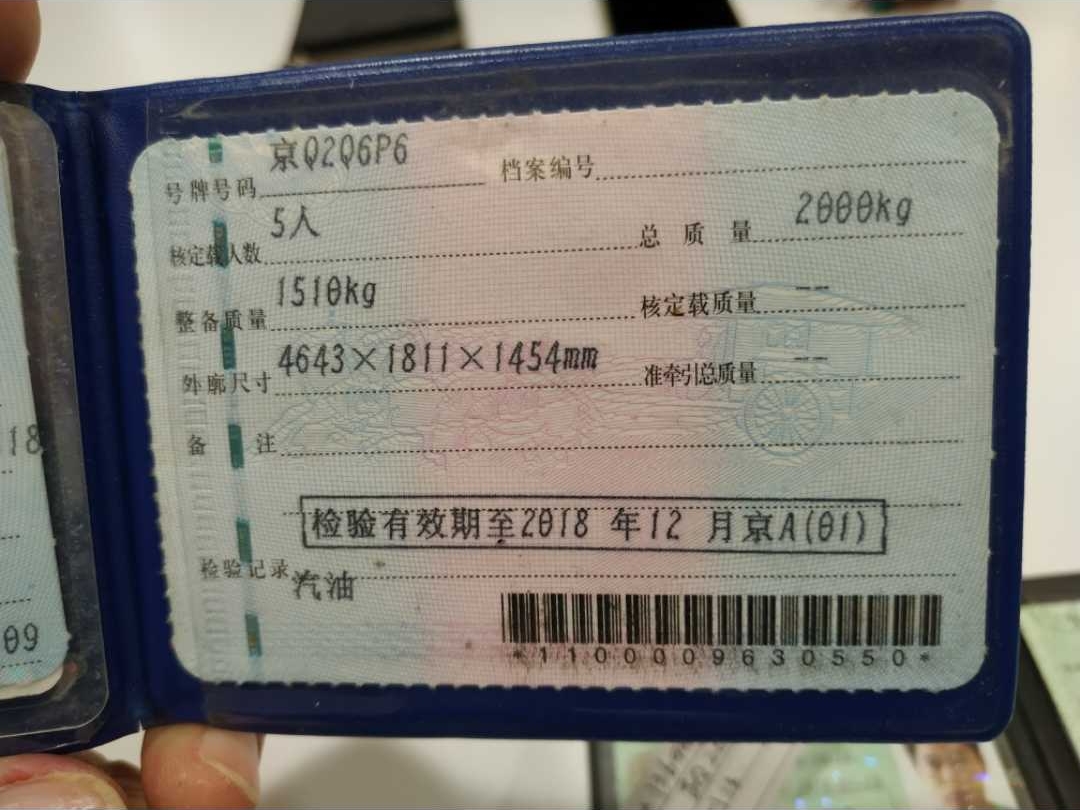 号牌号码 京Q2Q6P6 档案编号
核定载人数 5人 总质量 2000kg
整备质量 1510kg 核定载质量 --
外廓尺寸 4643×1811×1454mm 准牵引总质量 --
备注
检验有效期至2018 年12 月京A(01)
检验记录
汽油
*1100009630550*
18
09